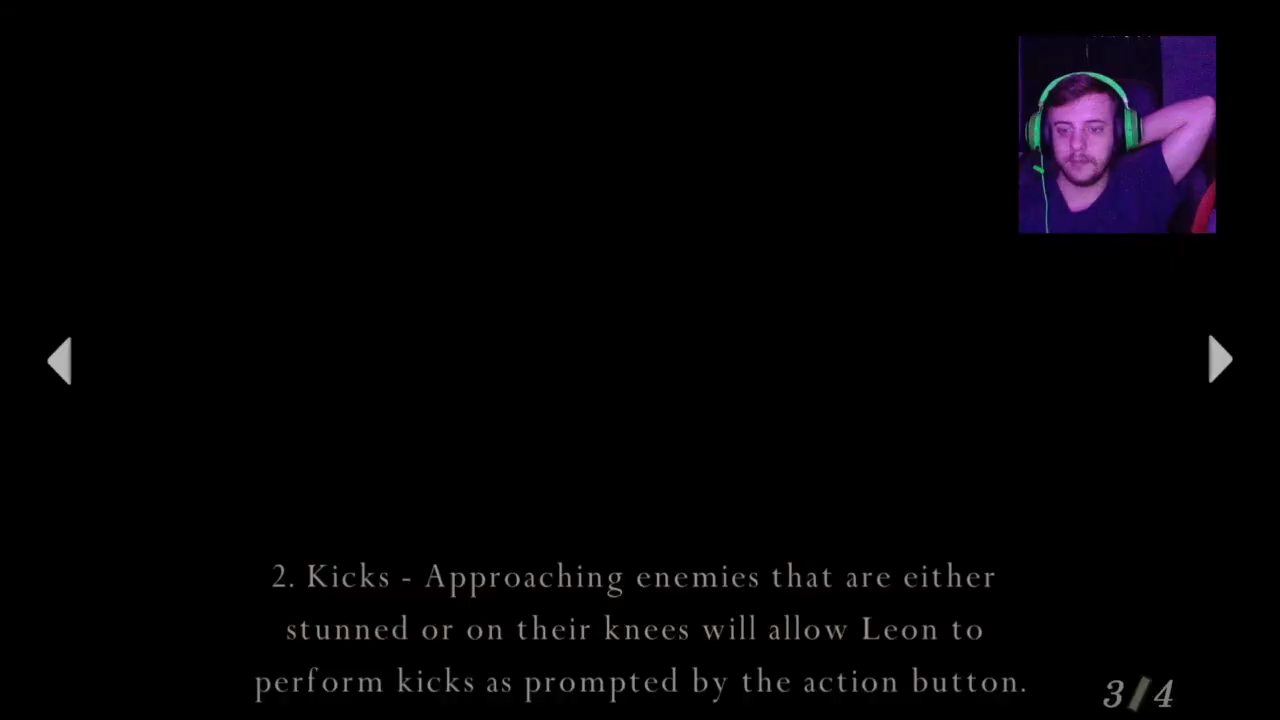 2. Kicks - Approaching enemies that are either
stunned or on their knees will allow Leon to
perform kicks as prompted by the action button.
3/4